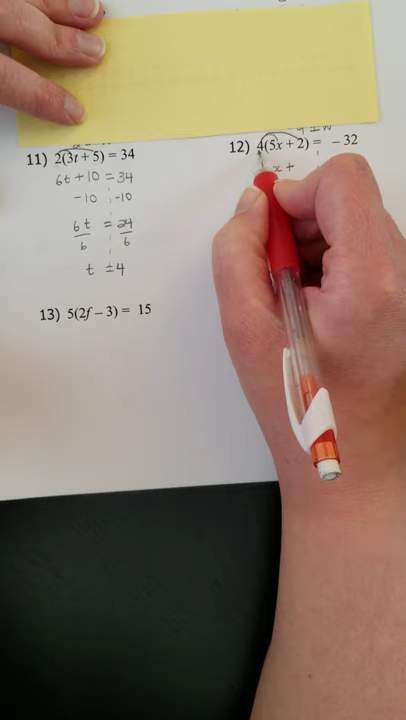 11) 2(3t + 5) = 34
6t + 10 = 34
-10 -10
6t = 24
6 6
t = 4
12) 4(5x + 2) = - 32
x +
13) 5(2f - 3) = 15